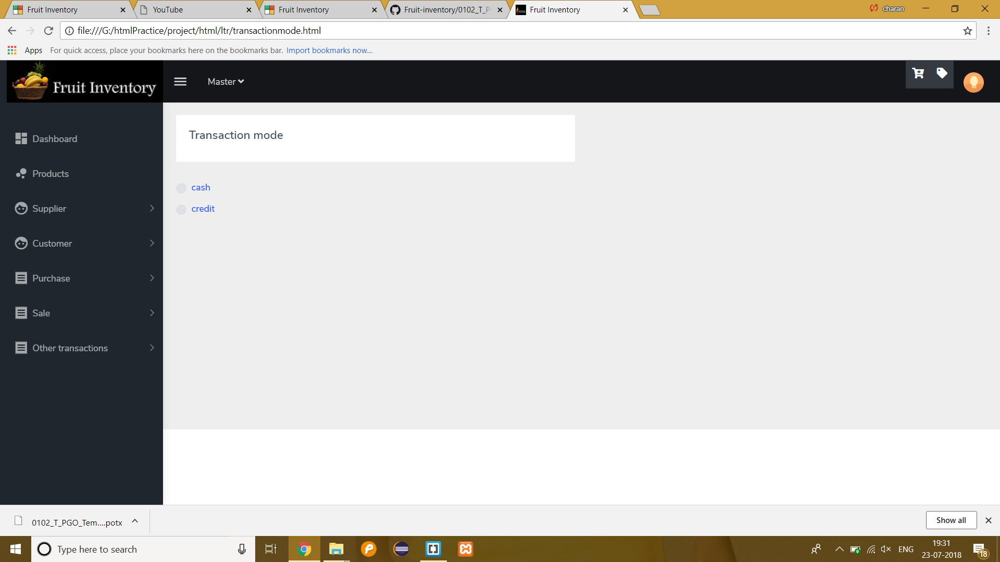 Fruit Inventory
YouTube
Fruit Inventory
Fruit-inventory/0102_T_P
Fruit Inventory
charan
file:///G:/htmlPractice/project/html/ltr/transactionmode.html
Apps For quick access, place your bookmarks here on the bookmarks bar. Import bookmarks now...
Fruit Inventory
Master
Transaction mode
cash
credit
Dashboard
Products
Supplier
Customer
Purchase
Sale
Other transactions
0102_T_PGO_Tem....potx
Show all
Type here to search
ENG
19:31
23-07-2018
18